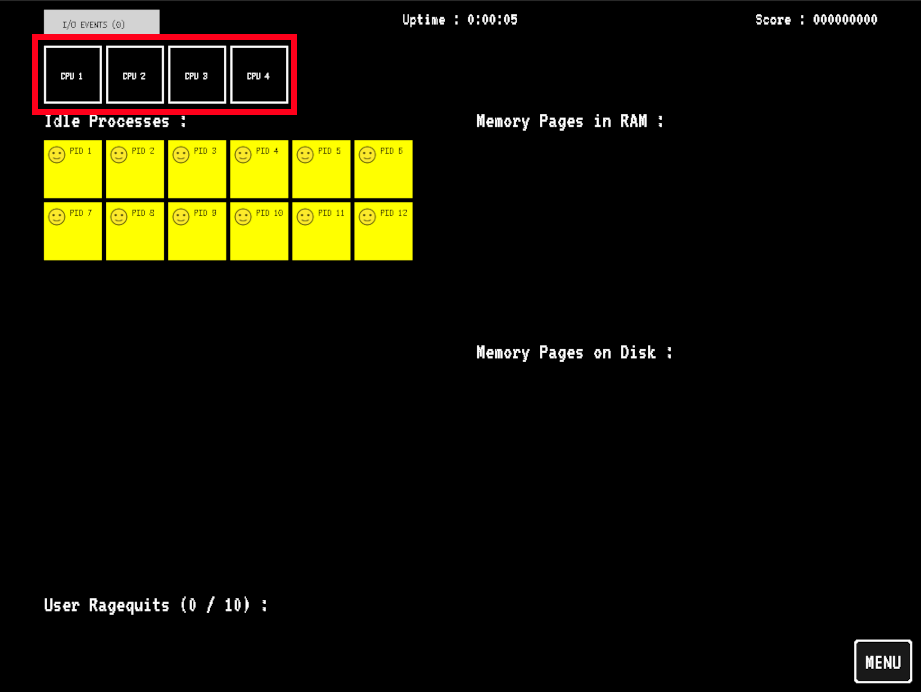 I/O EVENTS (0)
Uptime : 0:00:05
Score : 000000000
CPU 1
CPU 2
CPU 3
CPU 4
Idle Processes :
Memory Pages in RAM :
PID 1
PID 2
PID 3
PID 4
PID 5
PID 6
PID 7
PID 8
PID 9
PID 10
PID 11
PID 12
Memory Pages on Disk :
User Ragequits (0 / 10) :
MENU